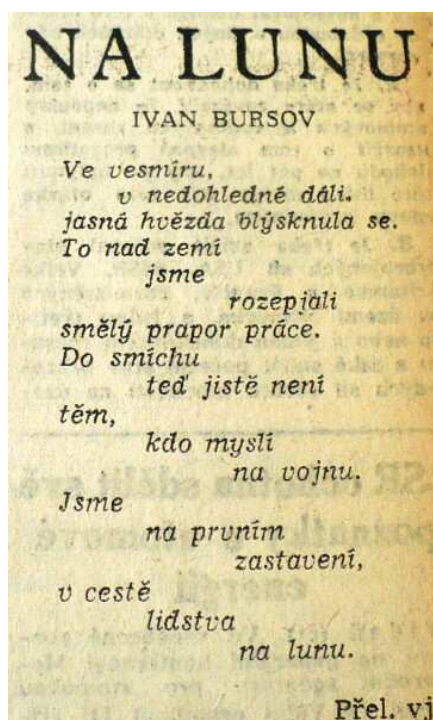 NA LUNU
IVAN BURSOV
Ve vesmíru,
v nedohledné dáli.
jasná hvězda blýsknula se.
To nad zemí
jsme
rozepjali
smělý prapor práce.
Do smíchu
teď jistě není
těm,
kdo myslí
na vojnu.
Jsme
na prvním
zastavení,
v cestě
lidstva
na lunu.
Přel. vj